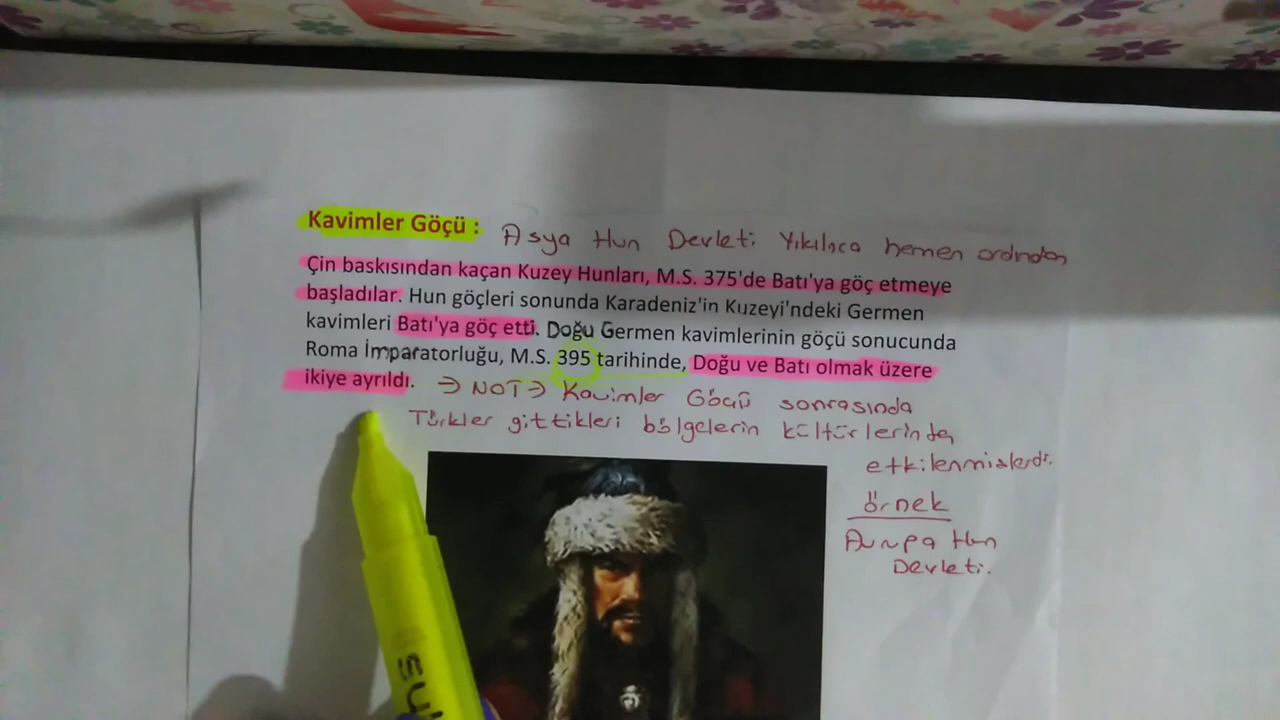 Kavimler Göçü : Asya Hun Devleti Yıkılınca hemen ardından
Çin baskısından kaçan Kuzey Hunları, M.S. 375'de Batı'ya göç etmeye
başladılar. Hun göçleri sonunda Karadeniz'in Kuzeyi'ndeki Germen
kavimleri Batı'ya göç etti. Doğu Germen kavimlerinin göçü sonucunda
Roma İmparatorluğu, M.S. 395 tarihinde, Doğu ve Batı olmak üzere
ikiye ayrıldı. → NOT → Kavimler Göçü sonrasında
Türkler gittikleri bölgelerin kültürlerinden
etkilenmişlerdir.
örnek
Avrupa Hun
Devleti.